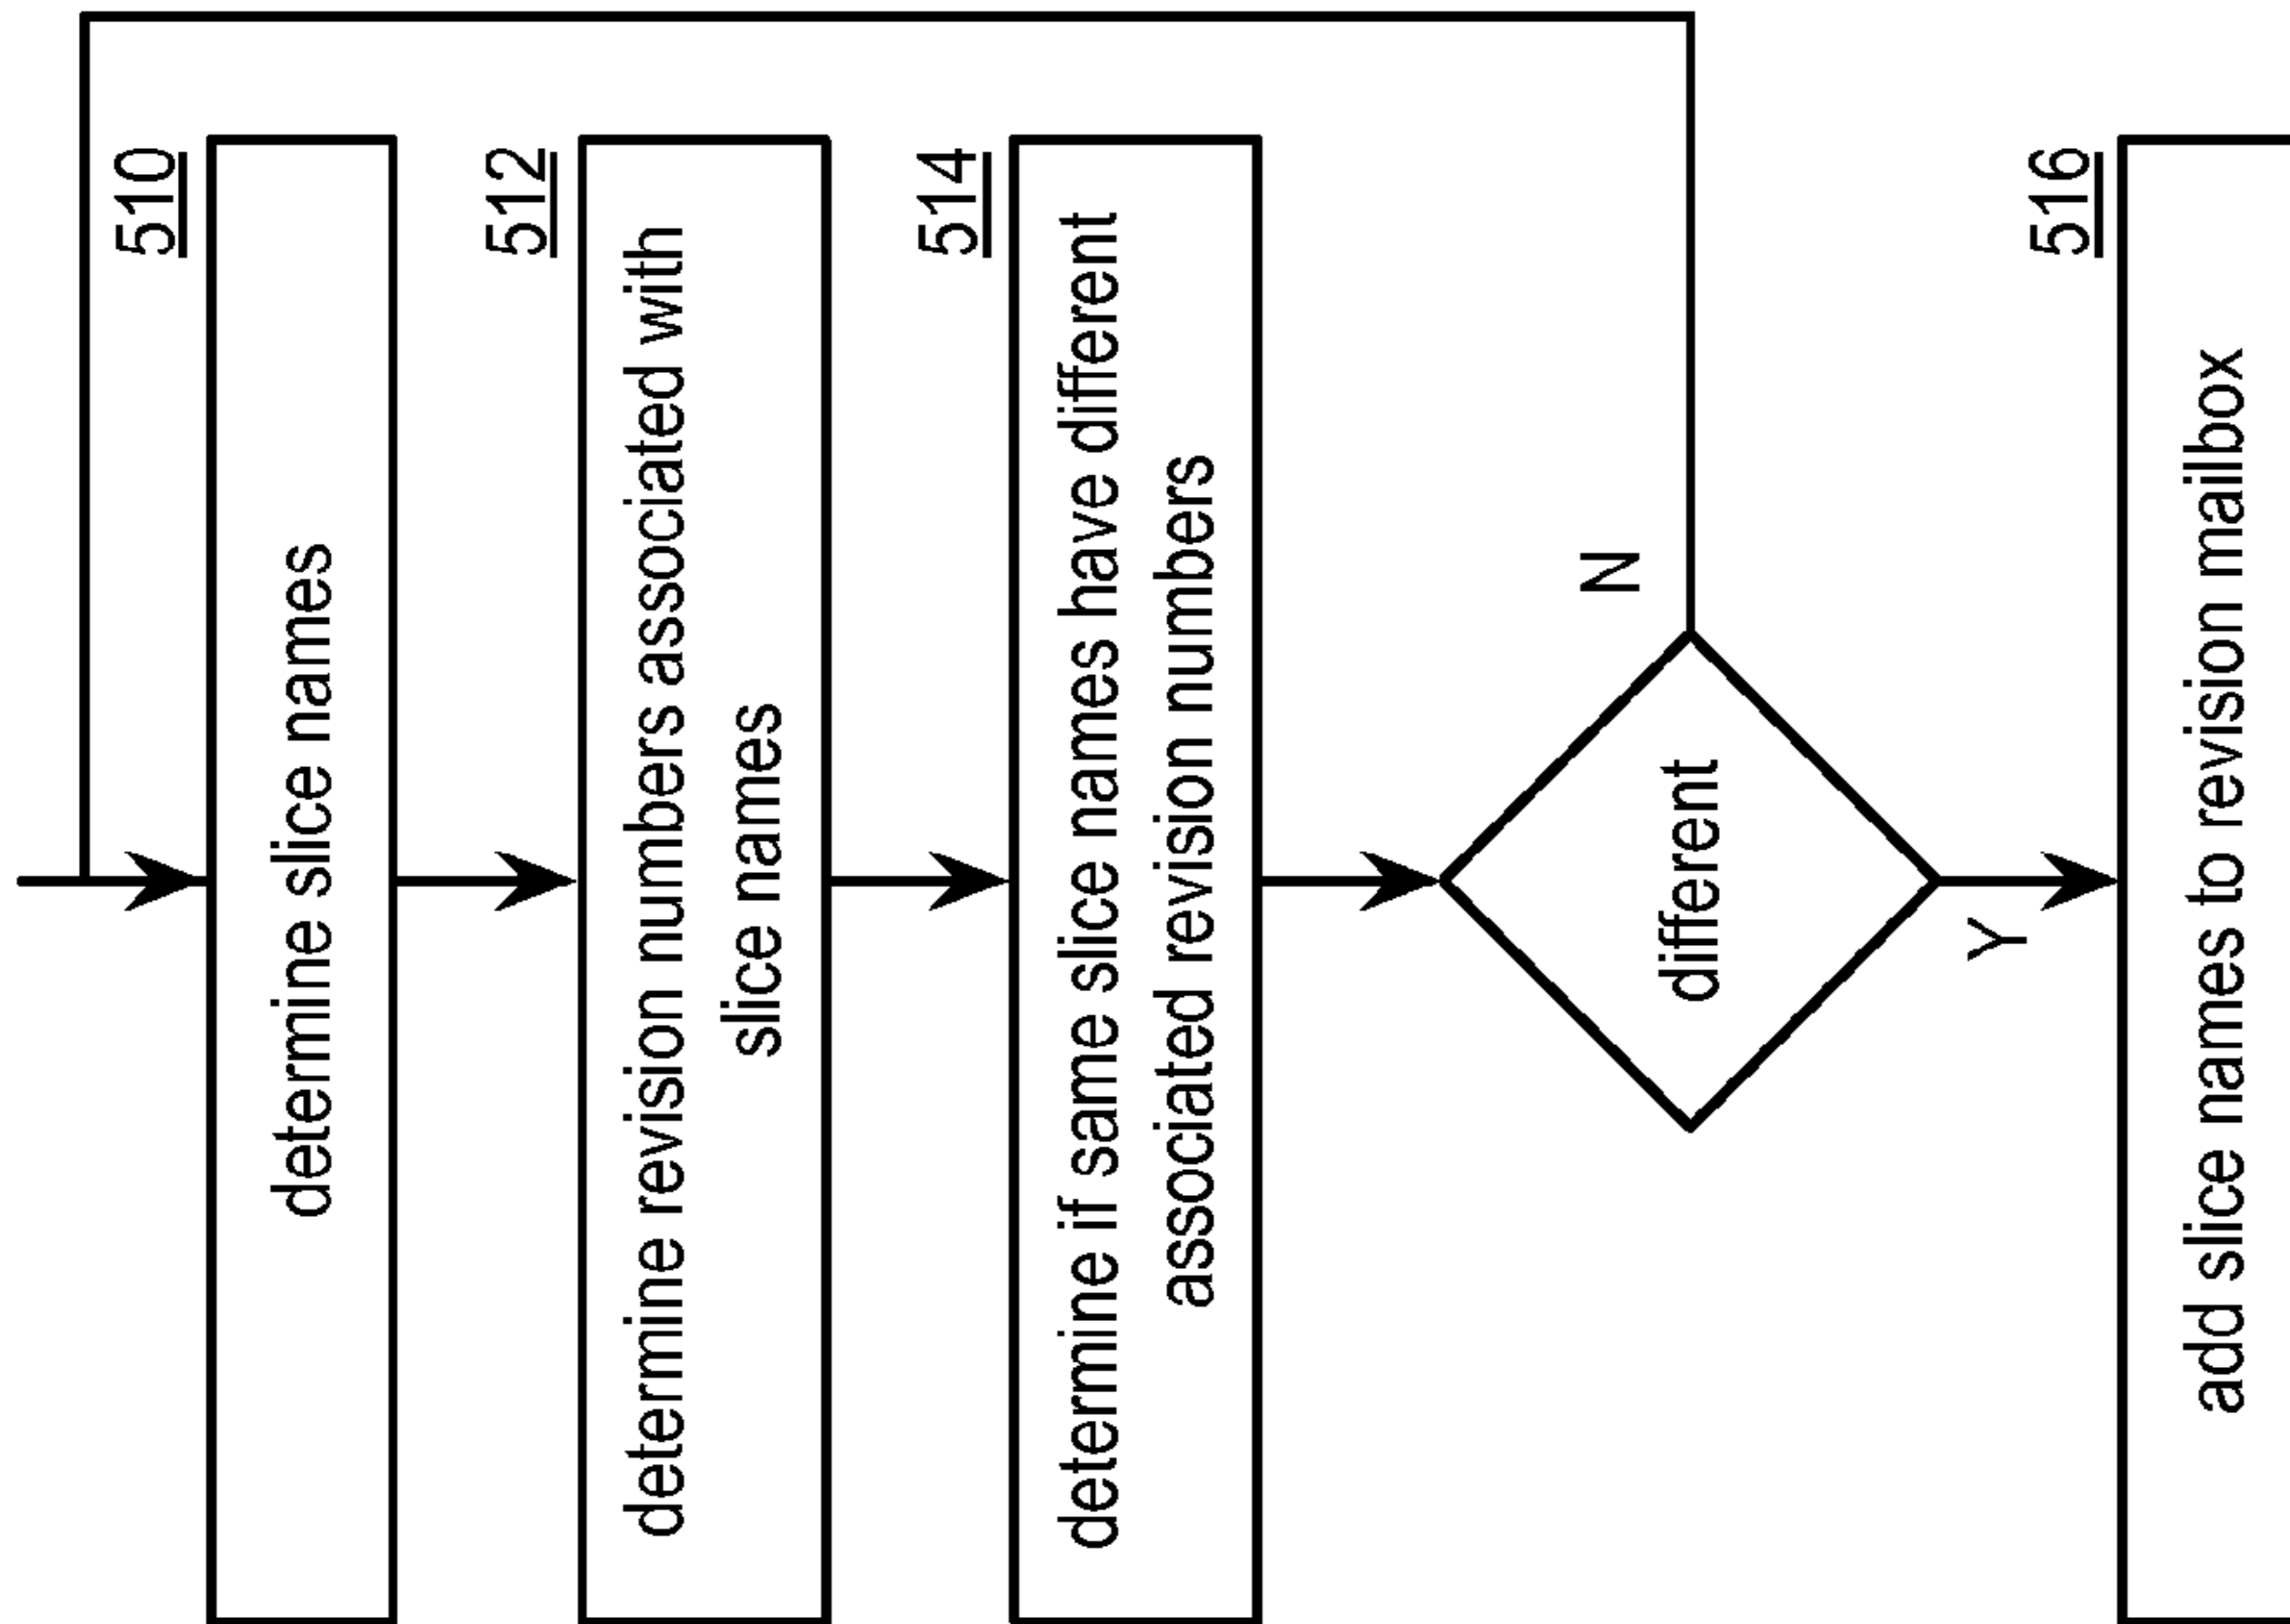 510
determine slice names
512
determine revision numbers associated with
slice names
514
determine if same slice names have different
associated revision numbers
different
N
Y
516
add slice names to revision mailbox